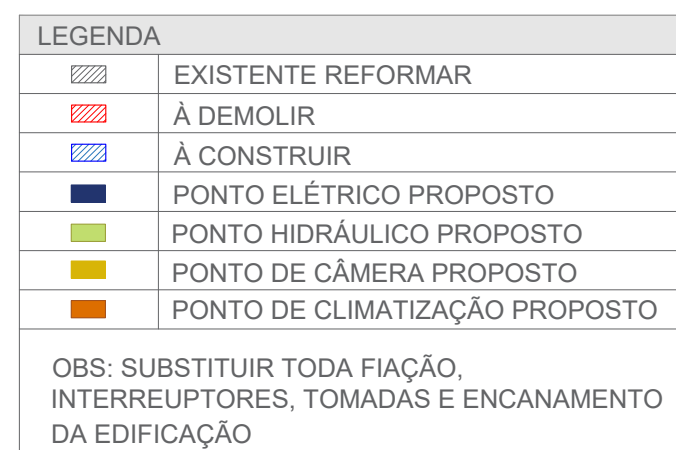 LEGENDA
EXISTENTE REFORMAR
À DEMOLIR
À CONSTRUIR
PONTO ELÉTRICO PROPOSTO
PONTO HIDRÁULICO PROPOSTO
PONTO DE CÂMERA PROPOSTO
PONTO DE CLIMATIZAÇÃO PROPOSTO
OBS: SUBSTITUIR TODA FIAÇÃO,
INTERREUPTORES, TOMADAS E ENCANAMENTO
DA EDIFICAÇÃO